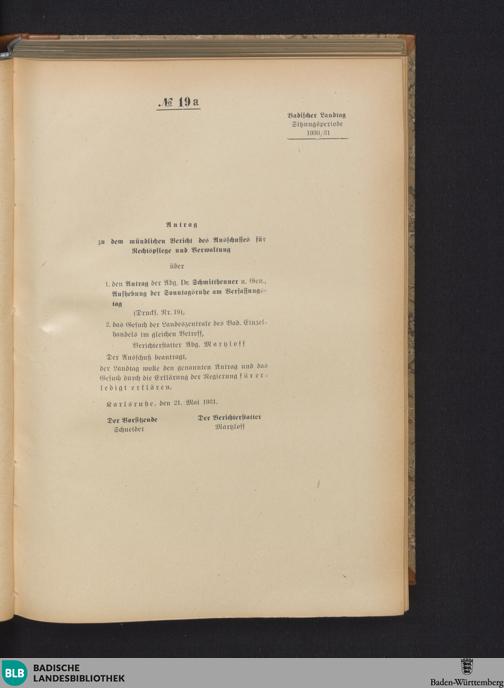 № 19a
Badischer Landtag
Sitzungsperiode
1930/31
Antrag
zu dem mündlichen Bericht des Ausschusses für
Rechtspflege und Verwaltung
über
1. den Antrag der Abg. Dr. Schmitthenner u. Gen.,
Aufhebung der Sonntagsruhe am Verfassungs-
tag
(Drucks. Nr. 19),
2. das Gesuch der Landeszentrale des Bad. Einzel-
handels im gleichen Betreff,
Berichterstatter Abg. Martzloff
Der Ausschuß beantragt,
der Landtag wolle den genannten Antrag und das
Gesuch durch die Erklärung der Regierung für er-
ledigt erklären.
Karlsruhe, den 21. Mai 1931.
Der Vorsitzende
Schneider
Der Berichterstatter
Martzloff
BLB
BADISCHE
LANDESBIBLIOTHEK
Baden-Württemberg